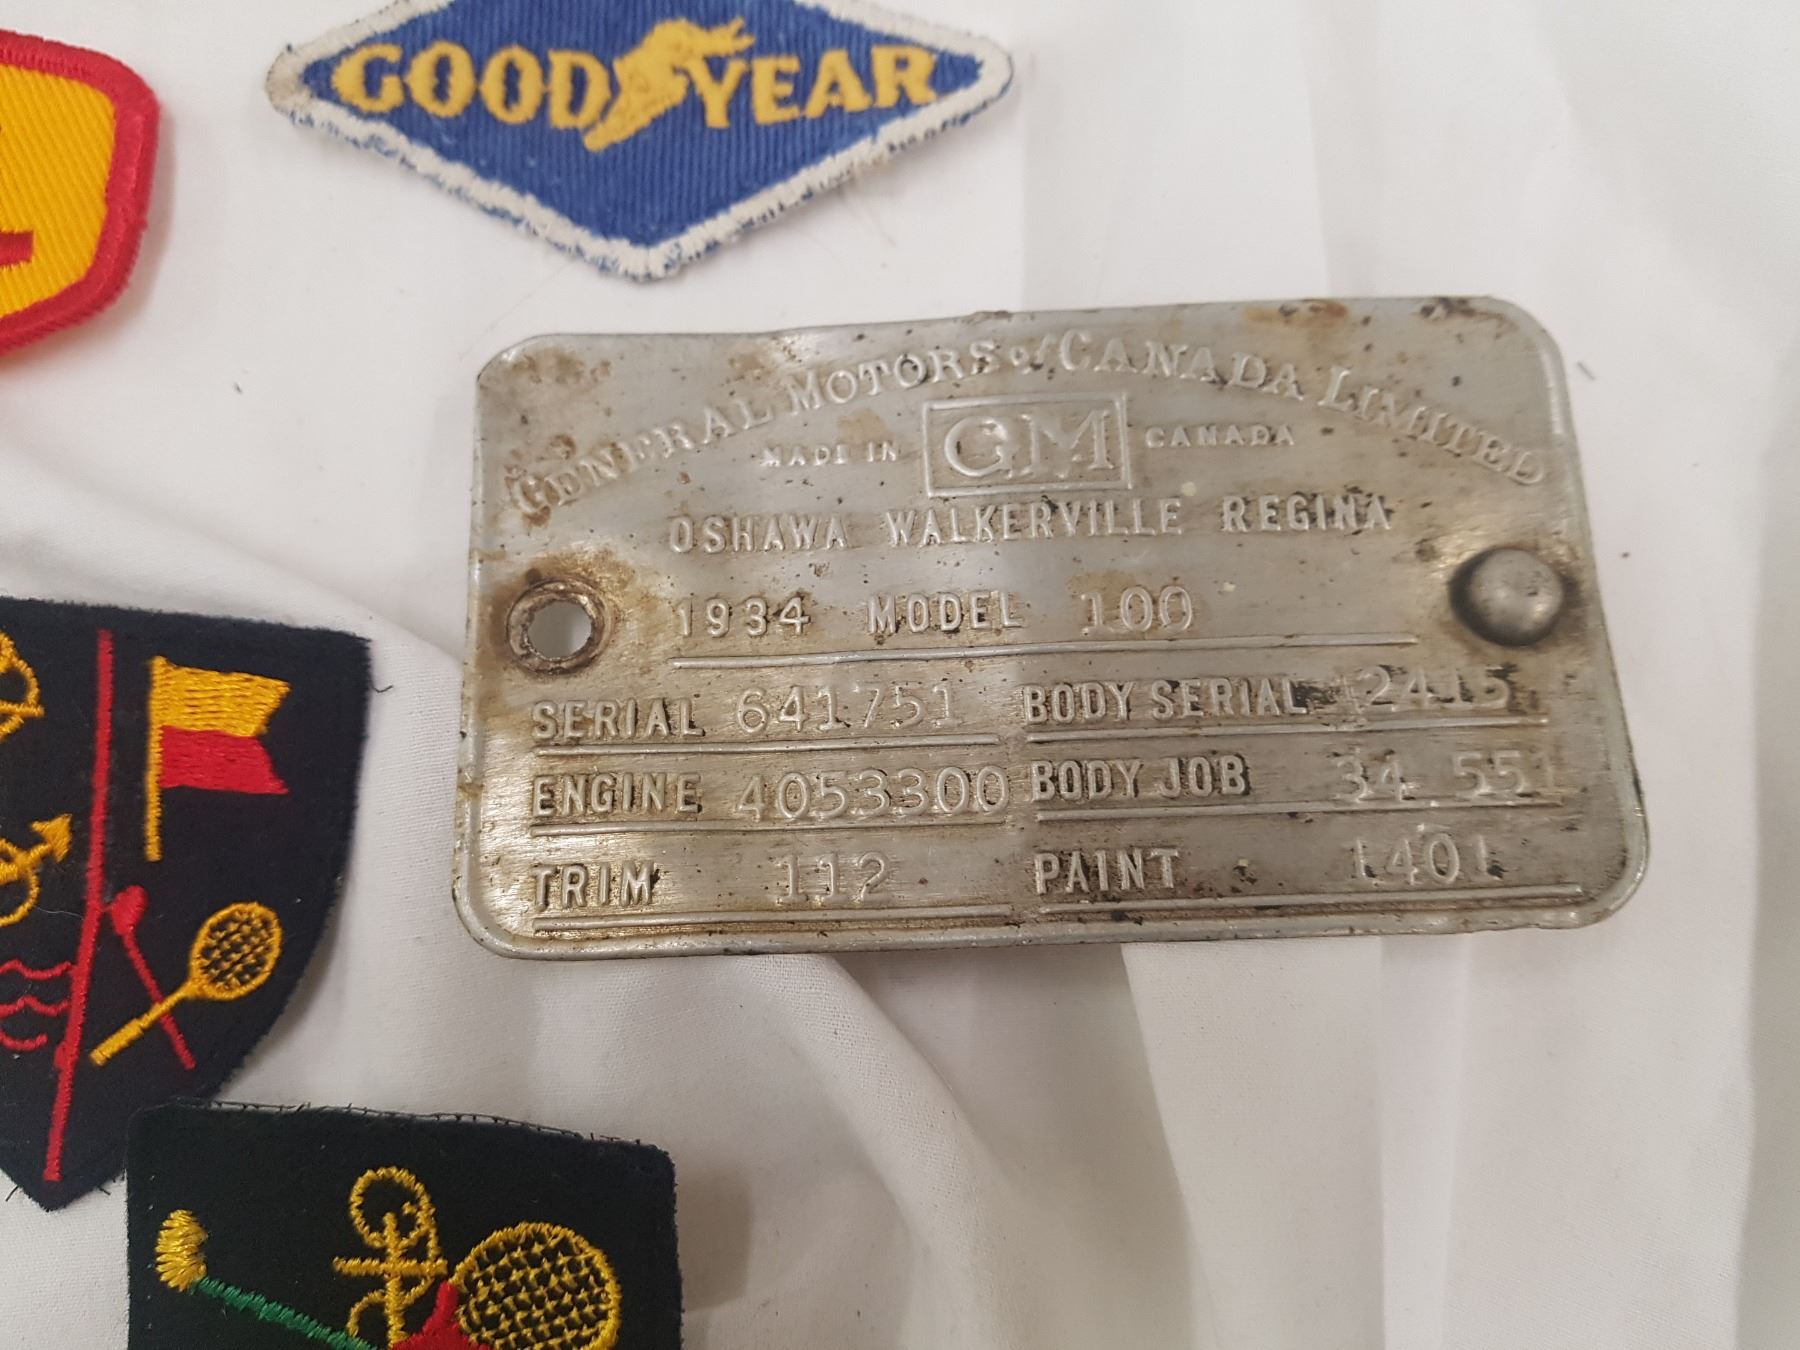 GOODYEAR
GENERAL MOTORS of CANADA LIMITED
MADE IN GM CANADA
OSHAWA WALKERVILLE REGINA
1934 MODEL 100
SERIAL 641751 BODY SERIAL 12415
ENGINE 4053300 BODY JOB 34 551
TRIM 112 PAINT 1401